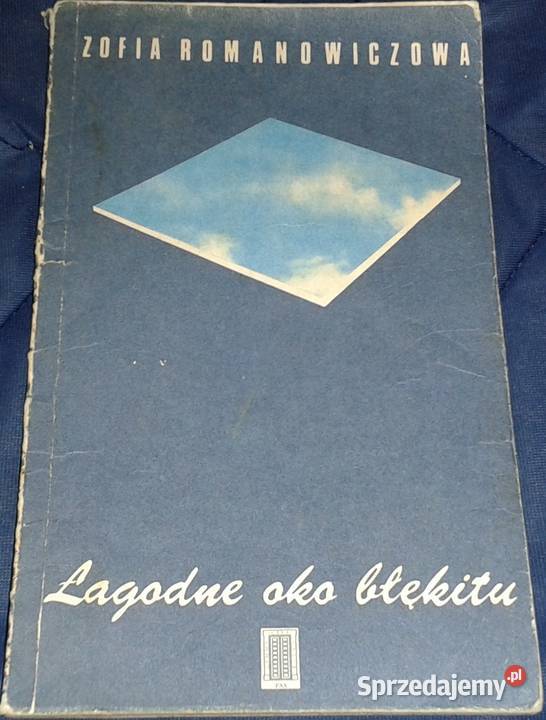 ZOFIA ROMANOWICZOWA
Łagodne oko błękitu
PAX
Sprzedajemy.pl